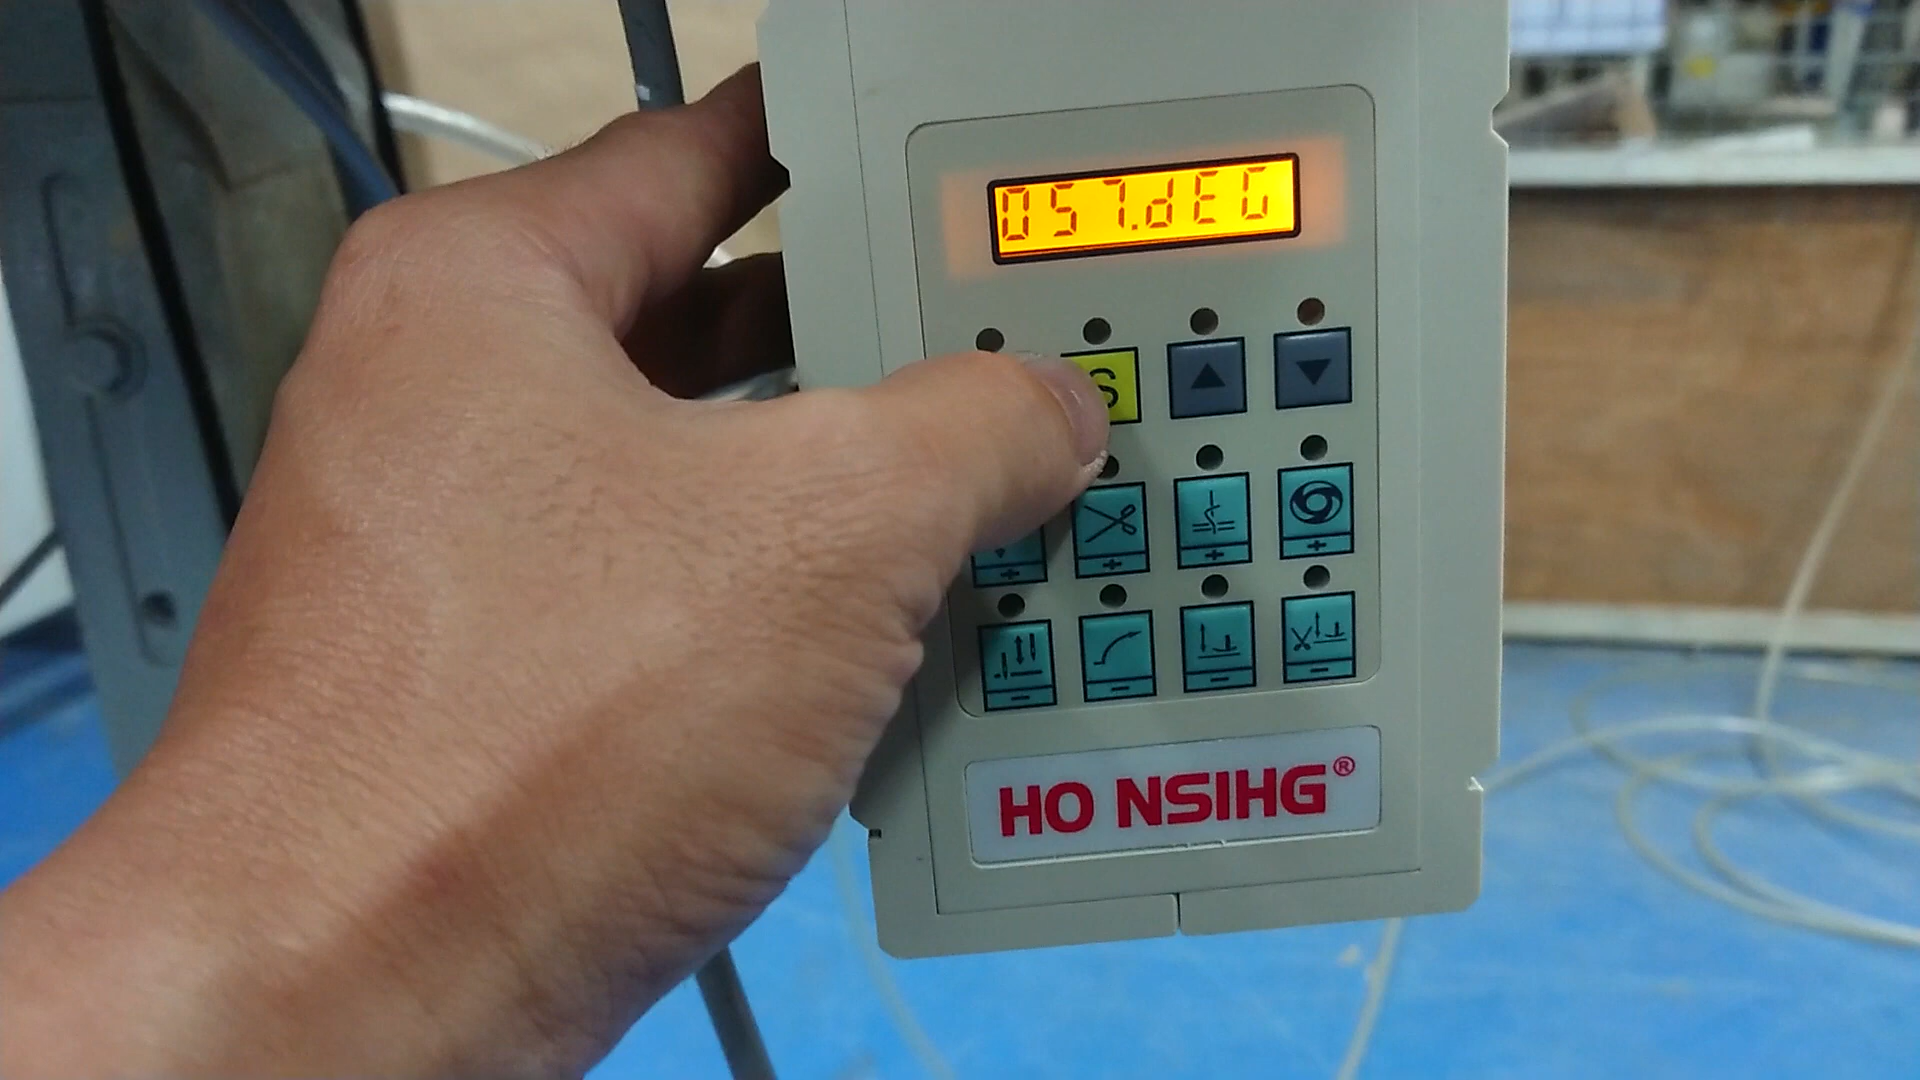 057.dEG
S
+ + + +
- - - -
HO NSIHG®